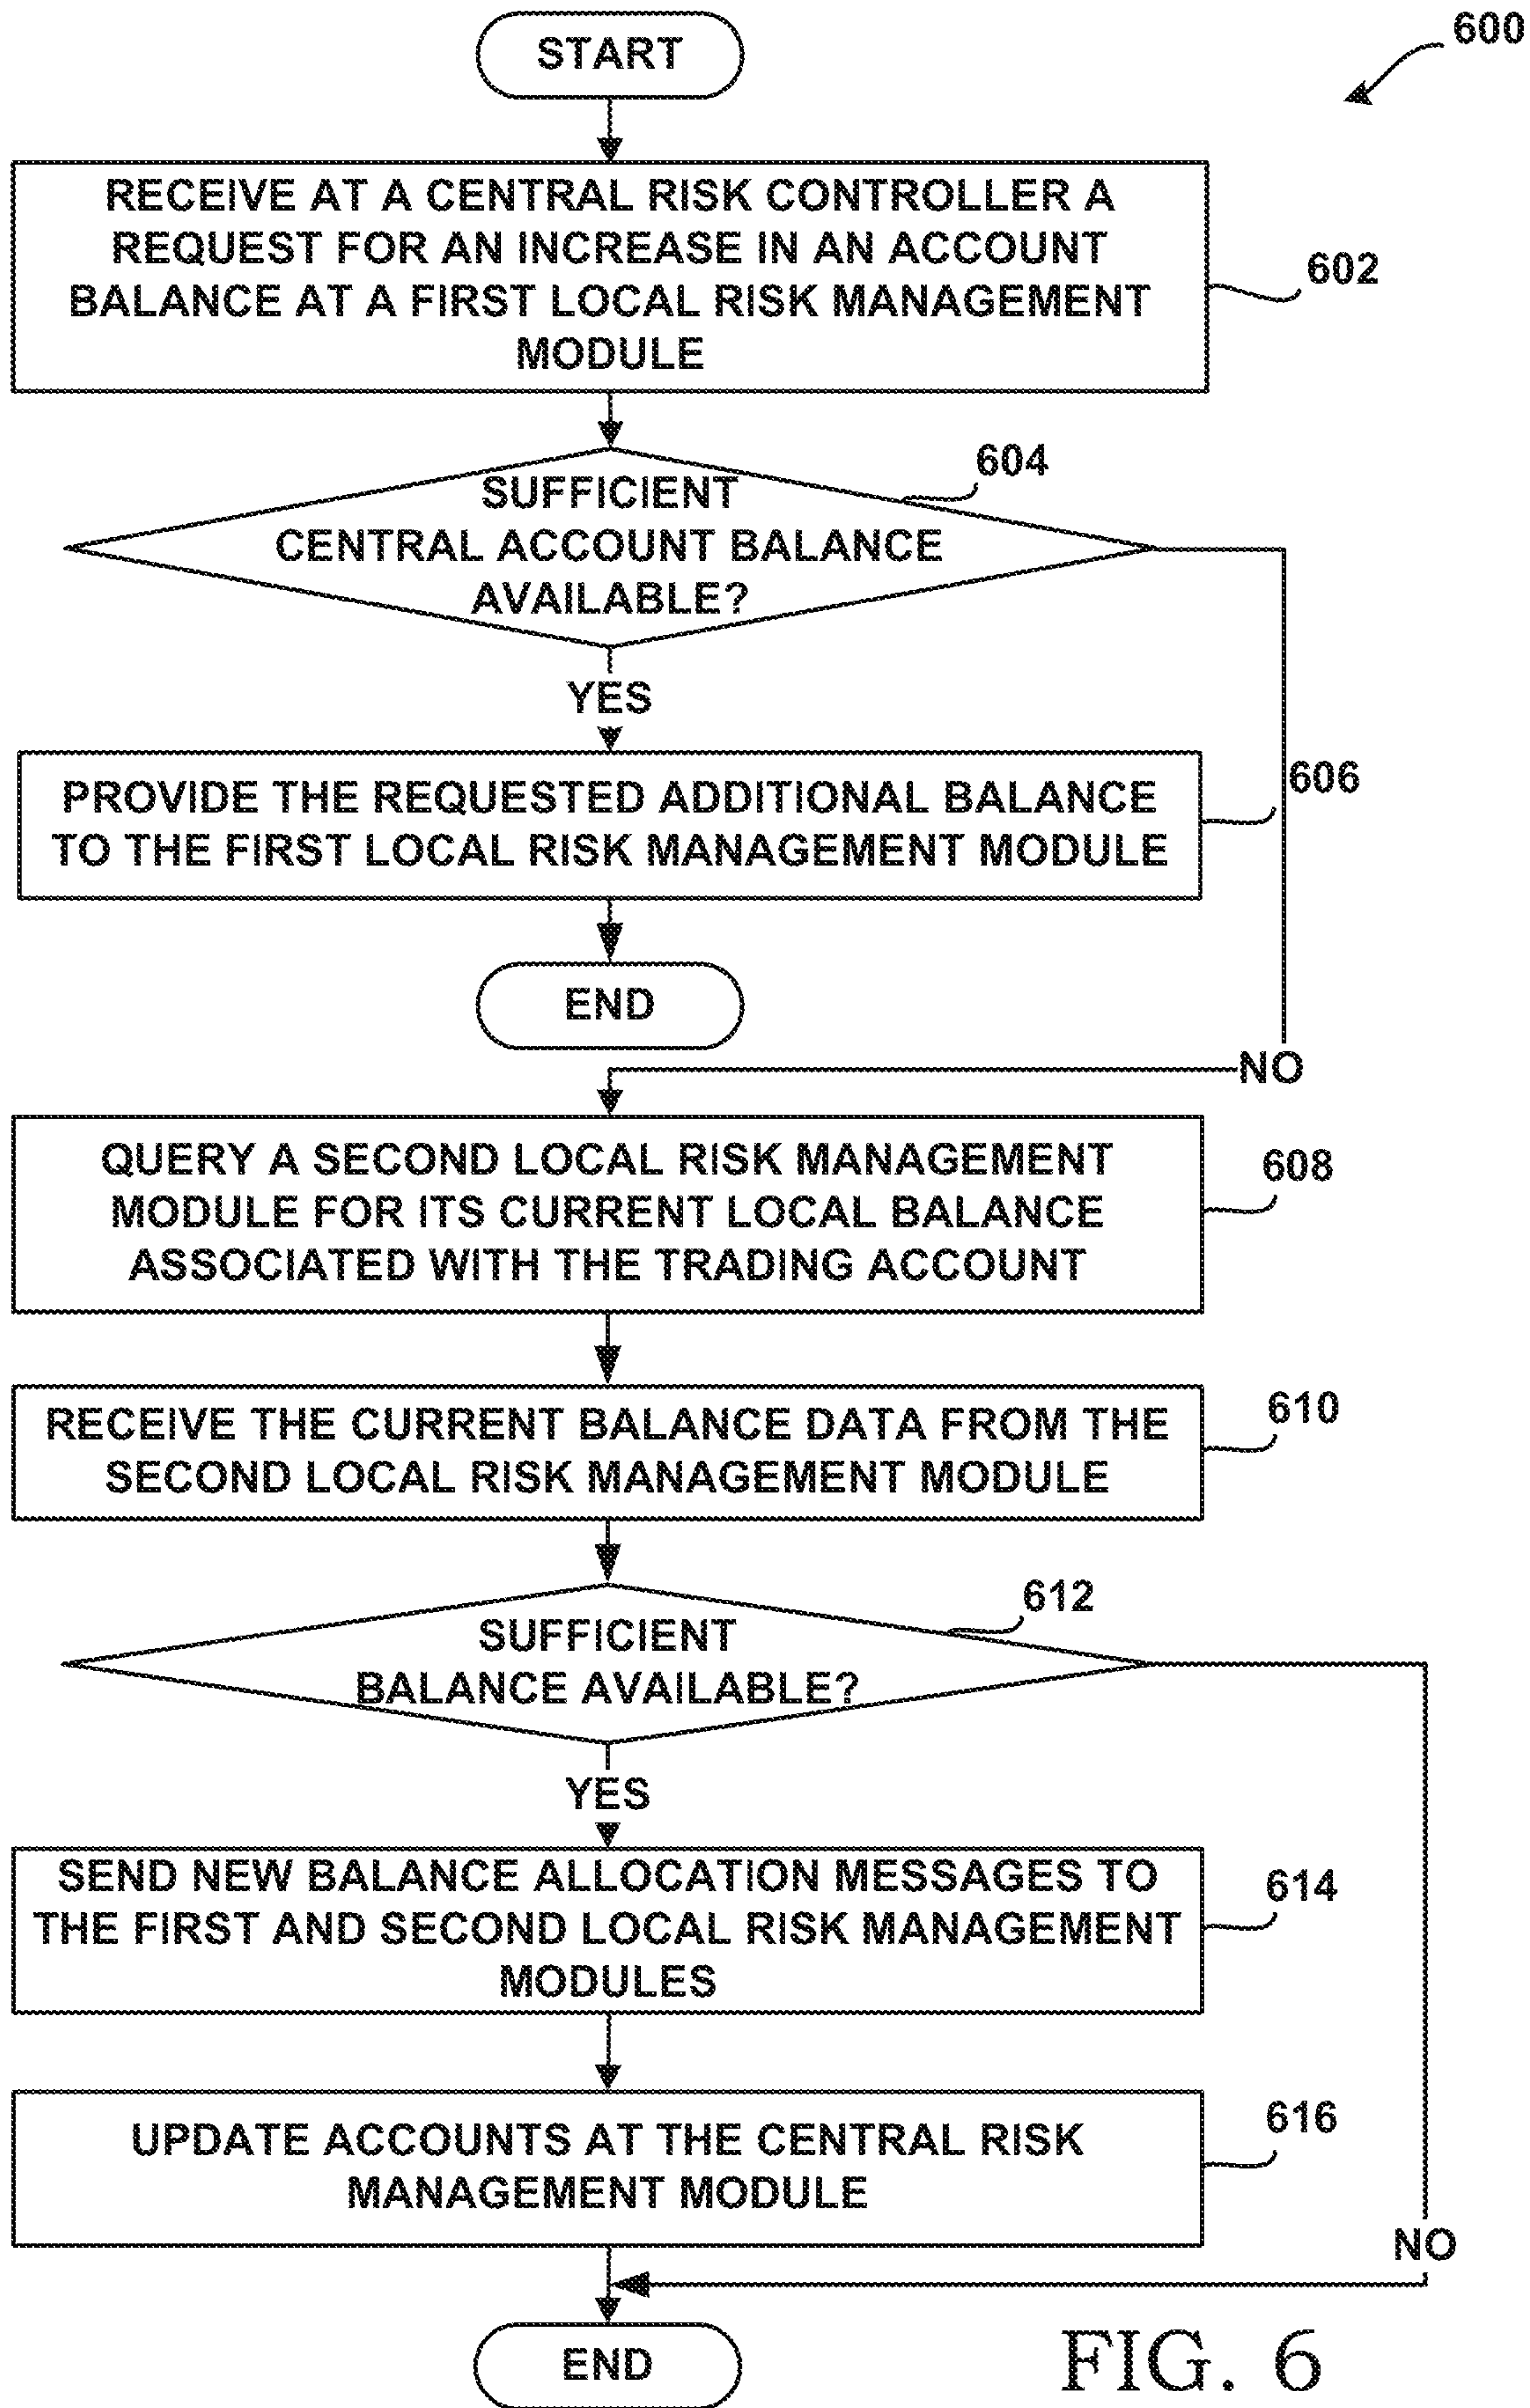 START
600
RECEIVE AT A CENTRAL RISK CONTROLLER A
REQUEST FOR AN INCREASE IN AN ACCOUNT
BALANCE AT A FIRST LOCAL RISK MANAGEMENT
MODULE
602
604
SUFFICIENT
CENTRAL ACCOUNT BALANCE
AVAILABLE?
YES
PROVIDE THE REQUESTED ADDITIONAL BALANCE
TO THE FIRST LOCAL RISK MANAGEMENT MODULE
606
END
NO
QUERY A SECOND LOCAL RISK MANAGEMENT
MODULE FOR ITS CURRENT LOCAL BALANCE
ASSOCIATED WITH THE TRADING ACCOUNT
608
RECEIVE THE CURRENT BALANCE DATA FROM THE
SECOND LOCAL RISK MANAGEMENT MODULE
610
612
SUFFICIENT
BALANCE AVAILABLE?
YES
SEND NEW BALANCE ALLOCATION MESSAGES TO
THE FIRST AND SECOND LOCAL RISK MANAGEMENT
MODULES
614
UPDATE ACCOUNTS AT THE CENTRAL RISK
MANAGEMENT MODULE
616
NO
END
FIG. 6